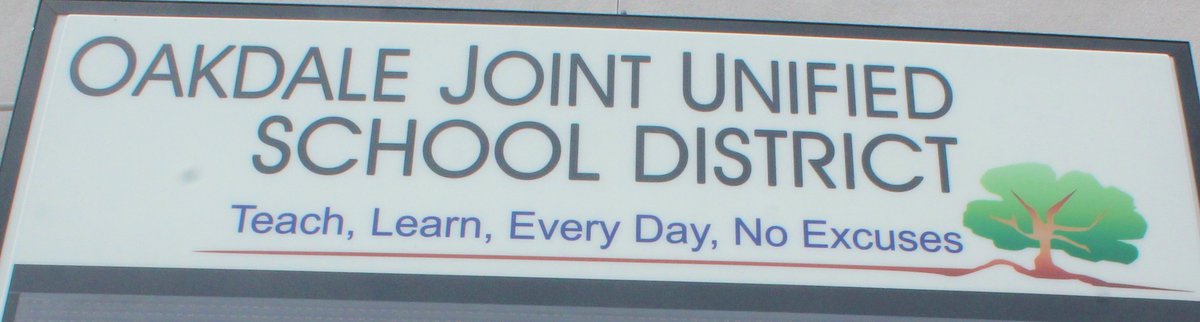 OAKDALE JOINT UNIFIED
SCHOOL DISTRICT
Teach, Learn, Every Day, No Excuses